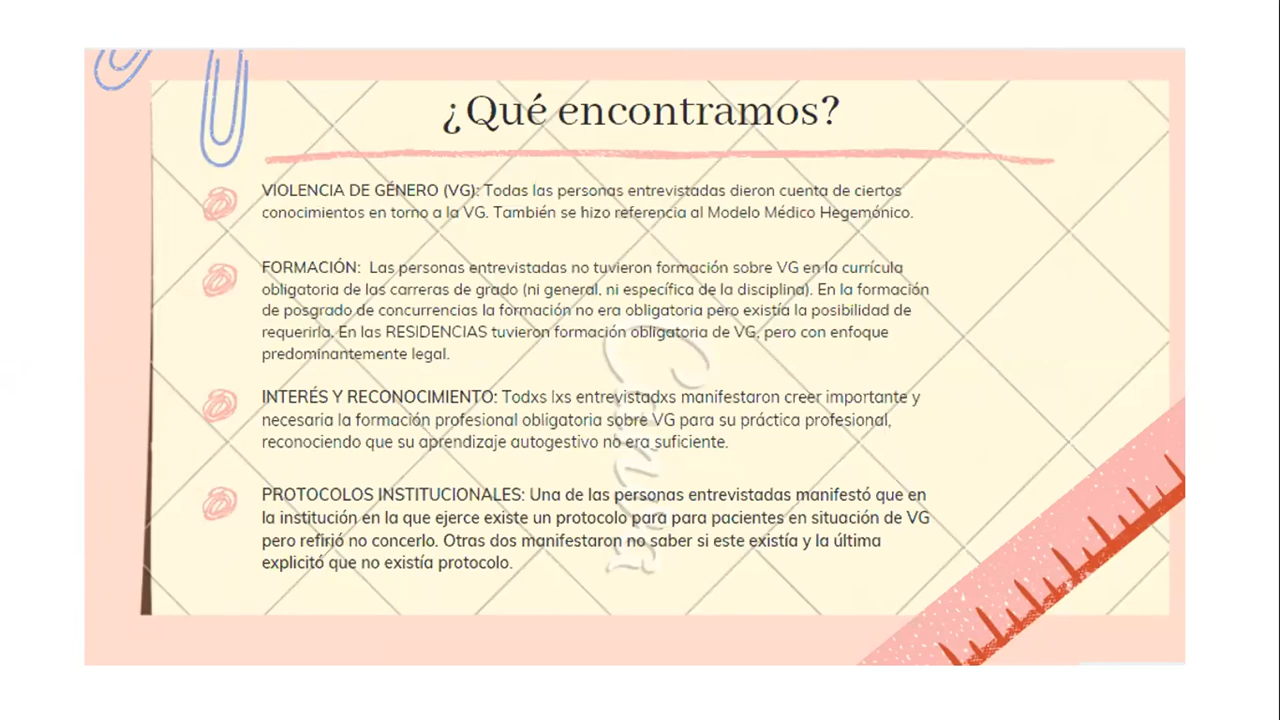 ¿Qué encontramos?
VIOLENCIA DE GÉNERO (VG): Todas las personas entrevistadas dieron cuenta de ciertos
conocimientos en torno a la VG. También se hizo referencia al Modelo Médico Hegemónico.
FORMACIÓN: Las personas entrevistadas no tuvieron formación sobre VG en la currícula
obligatoria de las carreras de grado (ni general, ni específica de la disciplina). En la formación
de posgrado de concurrencias la formación no era obligatoria pero existía la posibilidad de
requerirla. En las RESIDENCIAS tuvieron formación obligatoria de VG, pero con enfoque
predominantemente legal.
INTERÉS Y RECONOCIMIENTO: Todxs lxs entrevistadxs manifestaron creer importante y
necesaria la formación profesional obligatoria sobre VG para su práctica profesional,
reconociendo que su aprendizaje autogestivo no era suficiente.
PROTOCOLOS INSTITUCIONALES: Una de las personas entrevistadas manifestó que en
la institución en la que ejerce existe un protocolo para para pacientes en situación de VG
pero refirió no concerlo. Otras dos manifestaron no saber si este existía y la última
explicitó que no existía protocolo.
Canva